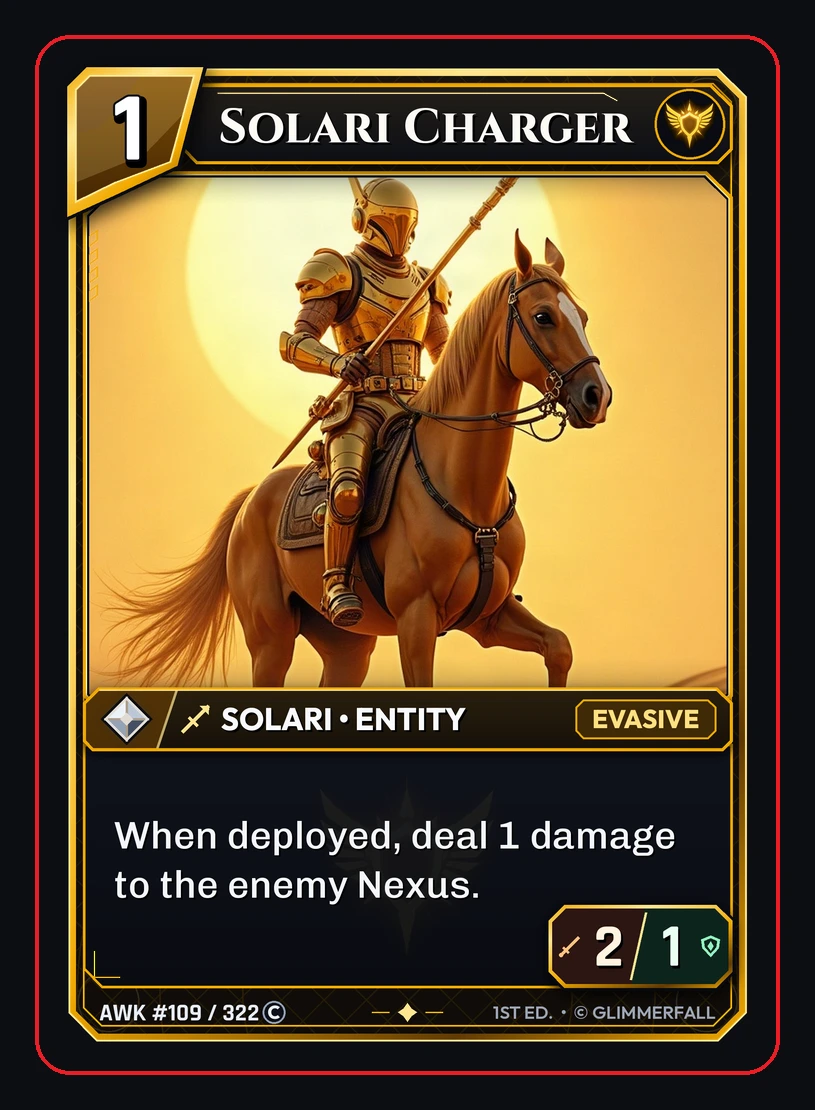 1
SOLARI CHARGER
SOLARI • ENTITY
EVASIVE
When deployed, deal 1 damage
to the enemy Nexus.
2 / 1
AWK #109 / 322 Ⓒ
1ST ED. • © GLIMMERFALL